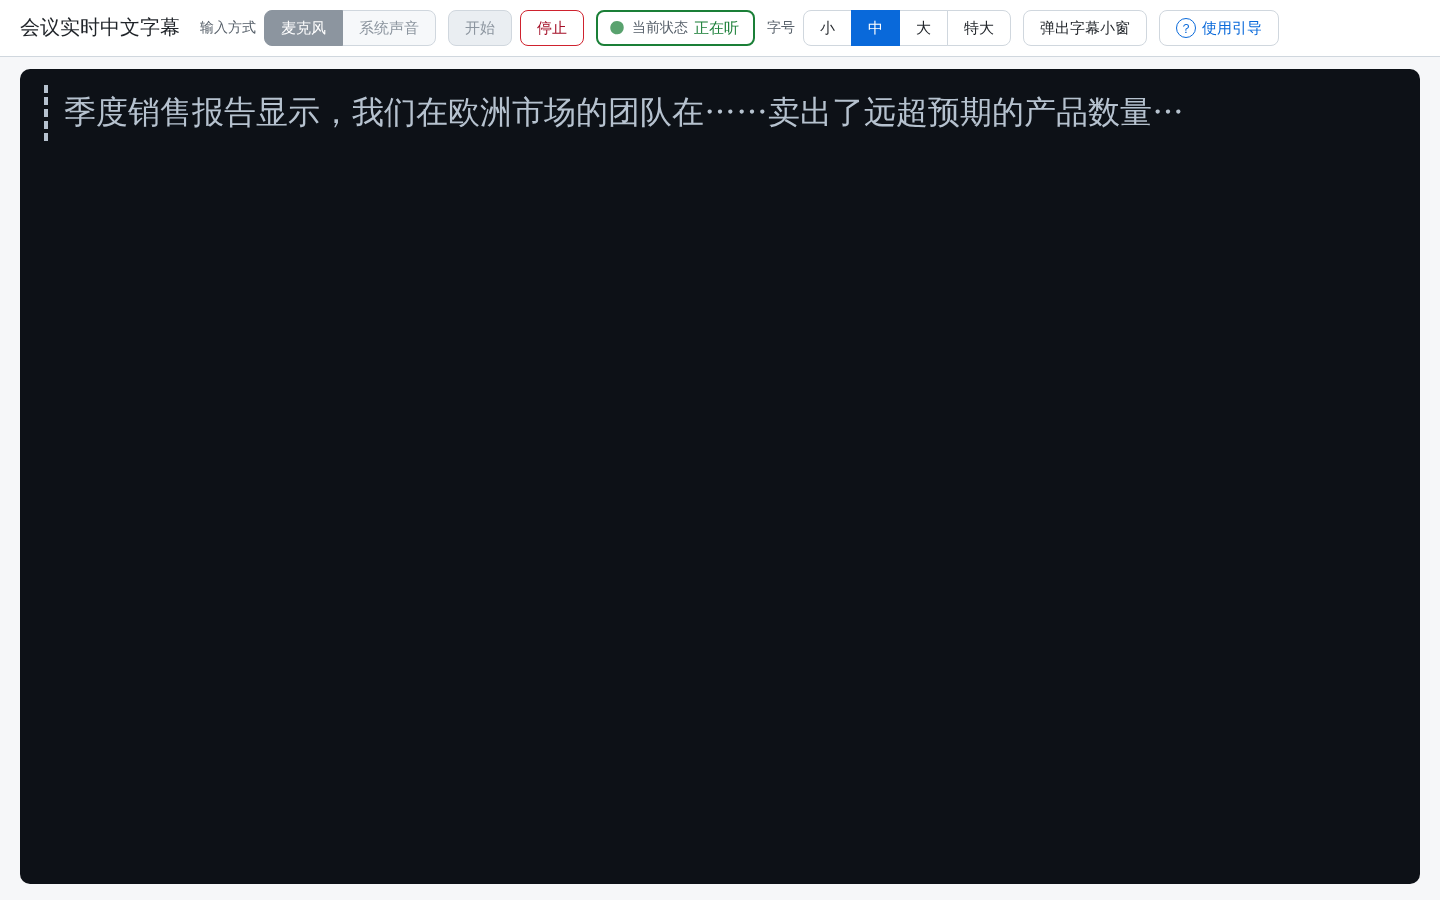 会议实时中文字幕 输入方式 麦克风 系统声音 开始 停止 当前状态 正在听 字号 小 中 大 特大 弹出字幕小窗 ? 使用引导
季度销售报告显示，我们在欧洲市场的团队在……卖出了远超预期的产品数量…